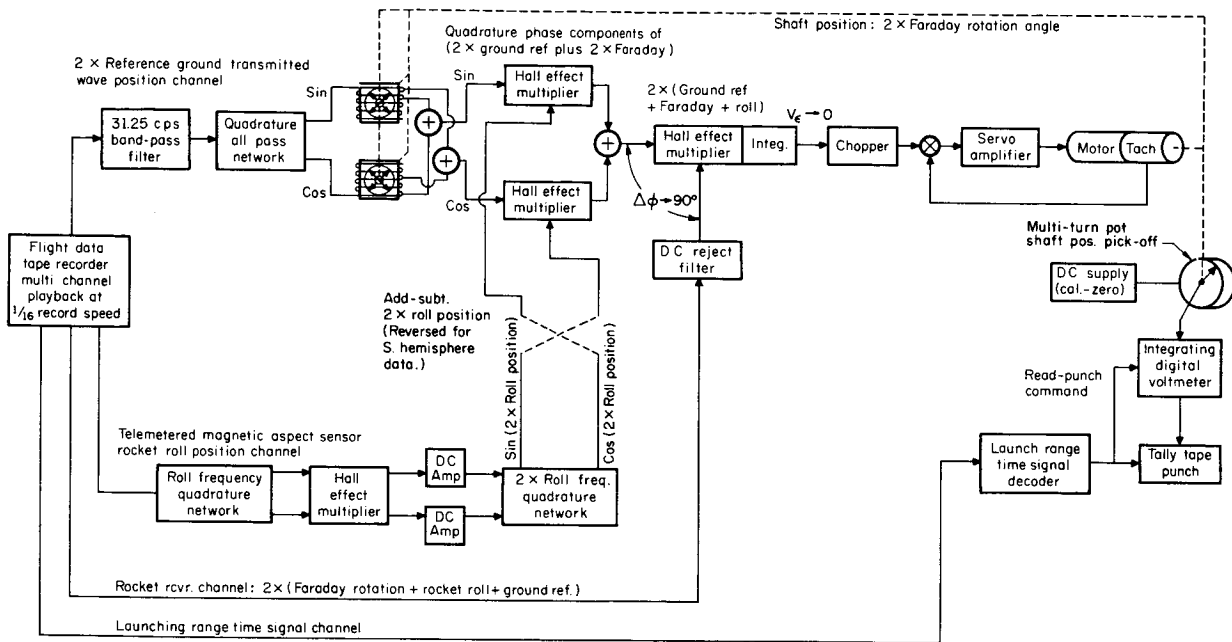 Shaft position: 2 × Faraday rotation angle
Quadrature phase components of
(2 × ground ref plus 2 × Faraday)
2 × Reference ground transmitted
wave position channel
Sin
Cos
31.25 cps
band-pass
filter
Quadrature
all pass
network
Sin
Cos
Hall effect
multiplier
Hall effect
multiplier
2 × (Ground ref
+ Faraday + roll)
Hall effect
multiplier
Integ.
Vϵ → 0
Chopper
Servo
amplifier
Motor
Tach
Δϕ → 90°
DC reject
filter
Multi-turn pot
shaft pos. pick-off
DC supply
(cal.-zero)
Flight data
tape recorder
multi channel
playback at
1/16 record speed
Add-subt.
2 × roll position
(Reversed for
S. hemisphere
data.)
Sin (2 × Roll position)
Cos (2 × Roll position)
Integrating
digital
voltmeter
Read-punch
command
Telemetered magnetic aspect sensor
rocket roll position channel
Roll frequency
quadrature
network
Hall
effect
multiplier
DC
Amp
DC
Amp
2 × Roll freq.
quadrature
network
Launch range
time signal
decoder
Tally tape
punch
Rocket rcvr. channel: 2 × (Faraday rotation + rocket roll + ground ref.)
Launching range time signal channel